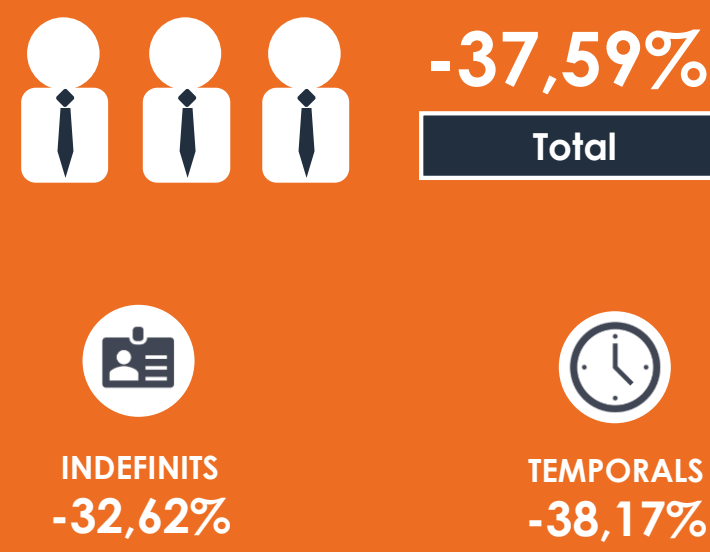 -37,59%
Total
INDEFINITS
-32,62%
TEMPORALS
-38,17%